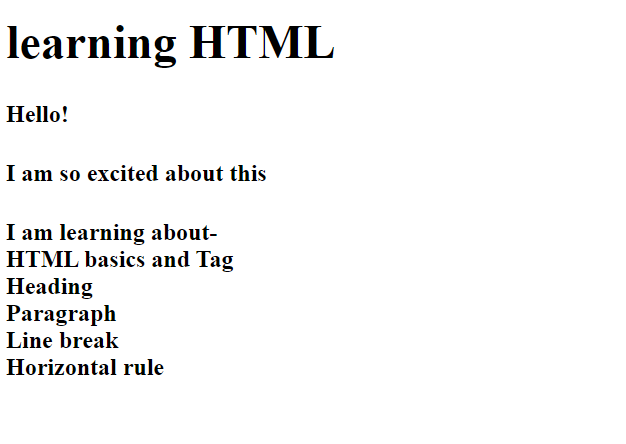 learning HTML
Hello!
I am so excited about this
I am learning about-
HTML basics and Tag
Heading
Paragraph
Line break
Horizontal rule